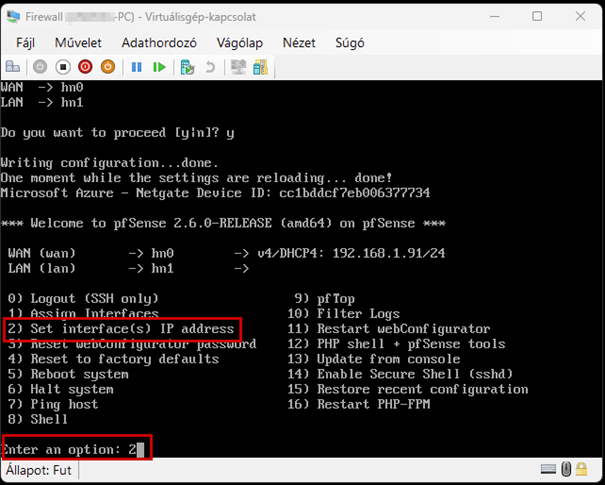 Firewall -PC) - Virtuálisgép-kapcsolat
Fájl Művelet Adathordozó Vágólap Nézet Súgó
WAN -> hn0
LAN -> hn1
Do you want to proceed [y|n]? y
Writing configuration...done.
One moment while the settings are reloading... done!
Microsoft Azure - Netgate Device ID: cc1bddcf7eb006377734
*** Welcome to pfSense 2.6.0-RELEASE (amd64) on pfSense ***
WAN (wan) -> hn0 -> v4/DHCP4: 192.168.1.91/24
LAN (lan) -> hn1 ->
0) Logout (SSH only) 9) pfTop
1) Assign Interfaces 10) Filter Logs
2) Set interface(s) IP address 11) Restart webConfigurator
3) Reset webConfigurator password 12) PHP shell + pfSense tools
4) Reset to factory defaults 13) Update from console
5) Reboot system 14) Enable Secure Shell (sshd)
6) Halt system 15) Restore recent configuration
7) Ping host 16) Restart PHP-FPM
8) Shell
Enter an option: 2
Állapot: Fut